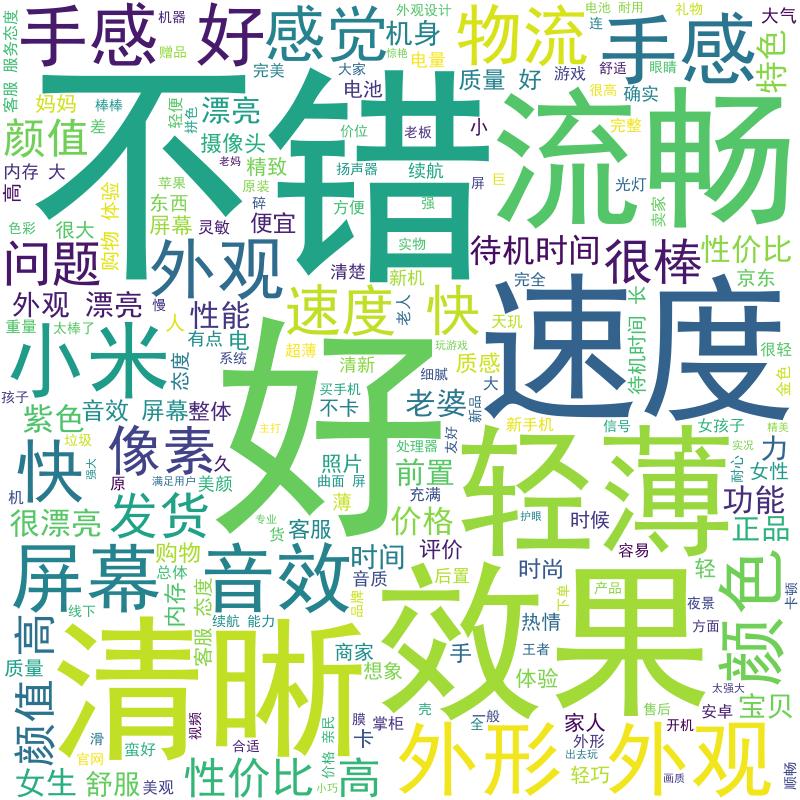 手感
机器
好
感觉
机身
外观设计
物流
电池 耐用
连
礼物
手感
大气
特色
客服 服务态度
赠品
惊艳
完美
大家
电量
电池
质量 好
游戏
舒适
眼睛
很高
确实
妈妈
棒棒
不错
流畅
颜值
差
漂亮
轻便
拼色
摄像头
价位
老板
小
完整
内存 大
高
老妈
精致
扬声器
续航
屏
光灯
体验
购物
苹果
东西
原装
碎
方便
强
巨
卖家
色彩
很大
屏幕
灵敏
便宜
实物
待机时间
很棒
性价比
问题
外观
清楚
新机
完全
京东
外观 漂亮
慢
性能
速度 快
老人
天玑
速度
待机时间 长
重量
太棒了
人
有点
电
超薄
清新
玩游戏
质感
很轻
金色
小米
态度
系统
好
细腻
大
孩子
买手机
不卡
老婆
新品
新手机
信号
女孩子
精美
紫色
音效 屏幕
整体
主打
友好
轻薄
实况
垃圾
快
强大
像素
久
处理器
照片
前置
耐心
力
女性
机
原
满足用户
美颜
曲面 屏
薄
充满
功能
很漂亮
发货
专业
货
客服
价格
护眼
时候
正品
屏幕
购物
音效
时间
评价
容易
颜色
总体
内存
音质
后置
时尚
轻
卡顿
线下
客服 态度
续航 能力
品牌
效果
下单
产品
夜景
高
清晰
热情
方面
质量
商家
想象
手
王者
体验
太强大
颜值
宝贝
滑
视频
膜
掌柜
壳
全
一般
家人
售后
开机
安卓
官网
蛮好
合适
价格 亲民
卡
外形
外观
外形
出去玩
女生
舒服
美观
性价比
高
小巧
轻巧
画质
顺畅